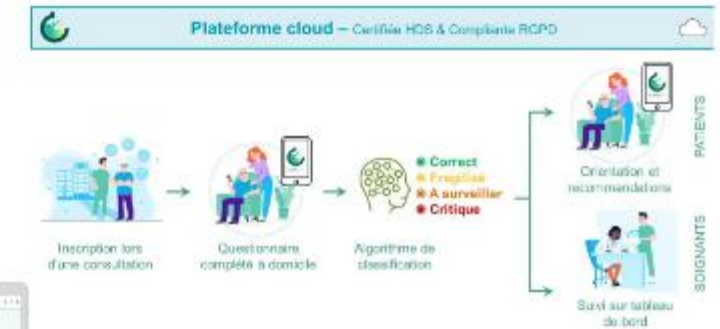 Plateforme cloud – Certifiée HDS & Compliante RGPD
Inscription lors
d'une consultation
Questionnaire
complété à domicile
Algorithme de
classification
Correct
Fragilisé
A surveiller
Critique
Orientation et
recommandations
PATIENTS
Suivi sur tableau
de bord
SOIGNANTS